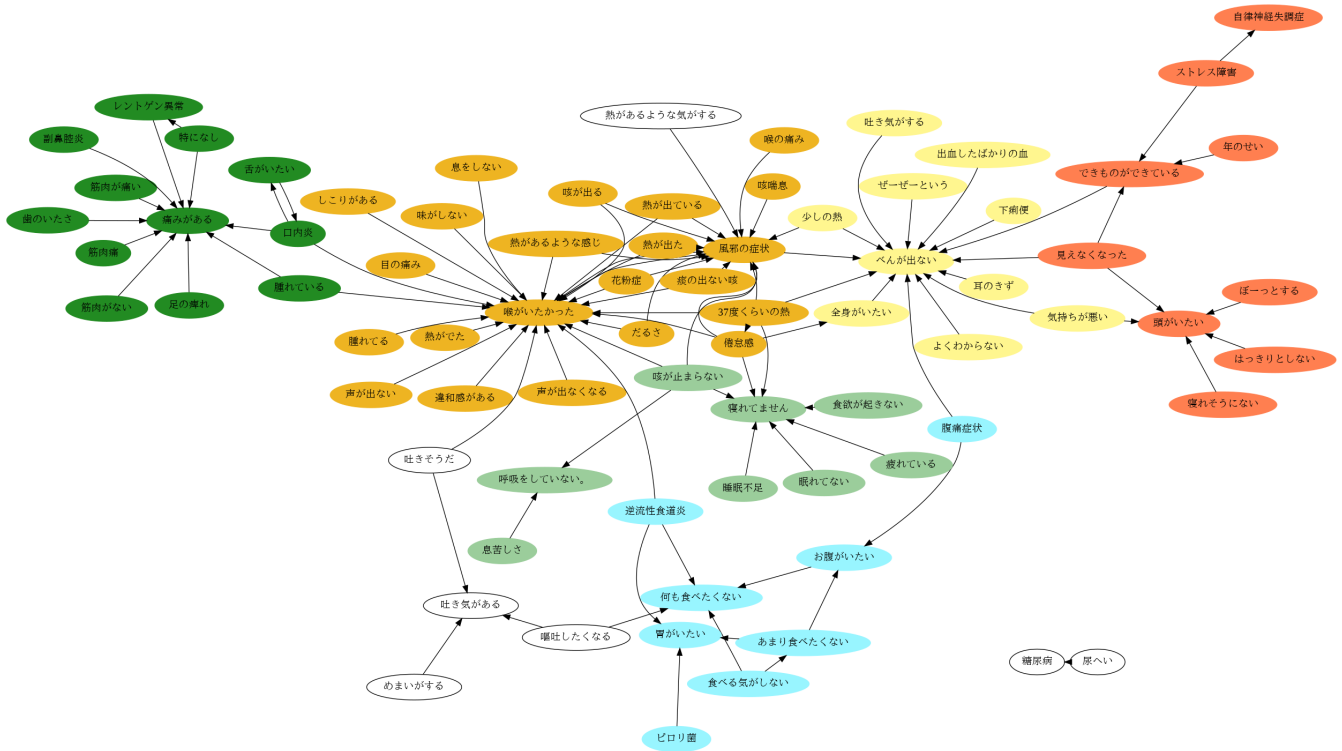 自律神経失調症
ストレス障害
レントゲン異常
熱があるような気がする
吐き気がする
副鼻腔炎
特になし
喉の痛み
出血したばかりの血
年のせい
舌がいたい
息をしない
できものができている
筋肉が痛い
咳が出る
咳喘息
ぜーぜーという
しこりがある
熱が出ている
歯のいたさ
痛みがある
味がしない
少しの熱
下痢便
口内炎
熱があるような感じ
熱が出た
風邪の症状
筋肉痛
べんが出ない
見えなくなった
目の痛み
花粉症
痰の出ない咳
腫れている
耳のきず
ぼーっとする
筋肉がない
足の痺れ
喉がいたかった
37度くらいの熱
全身がいたい
気持ちが悪い
頭がいたい
腫れてる
熱がでた
だるさ
倦怠感
よくわからない
はっきりとしない
咳が止まらない
声が出ない
違和感がある
声が出なくなる
寝れてません
食欲が起きない
寝れそうにない
腹痛症状
吐きそうだ
疲れている
呼吸をしていない。
睡眠不足
眠れてない
逆流性食道炎
息苦しさ
お腹がいたい
何も食べたくない
吐き気がある
嘔吐したくなる
胃がいたい
あまり食べたくない
糖尿病
尿へい
めまいがする
食べる気がしない
ピロリ菌